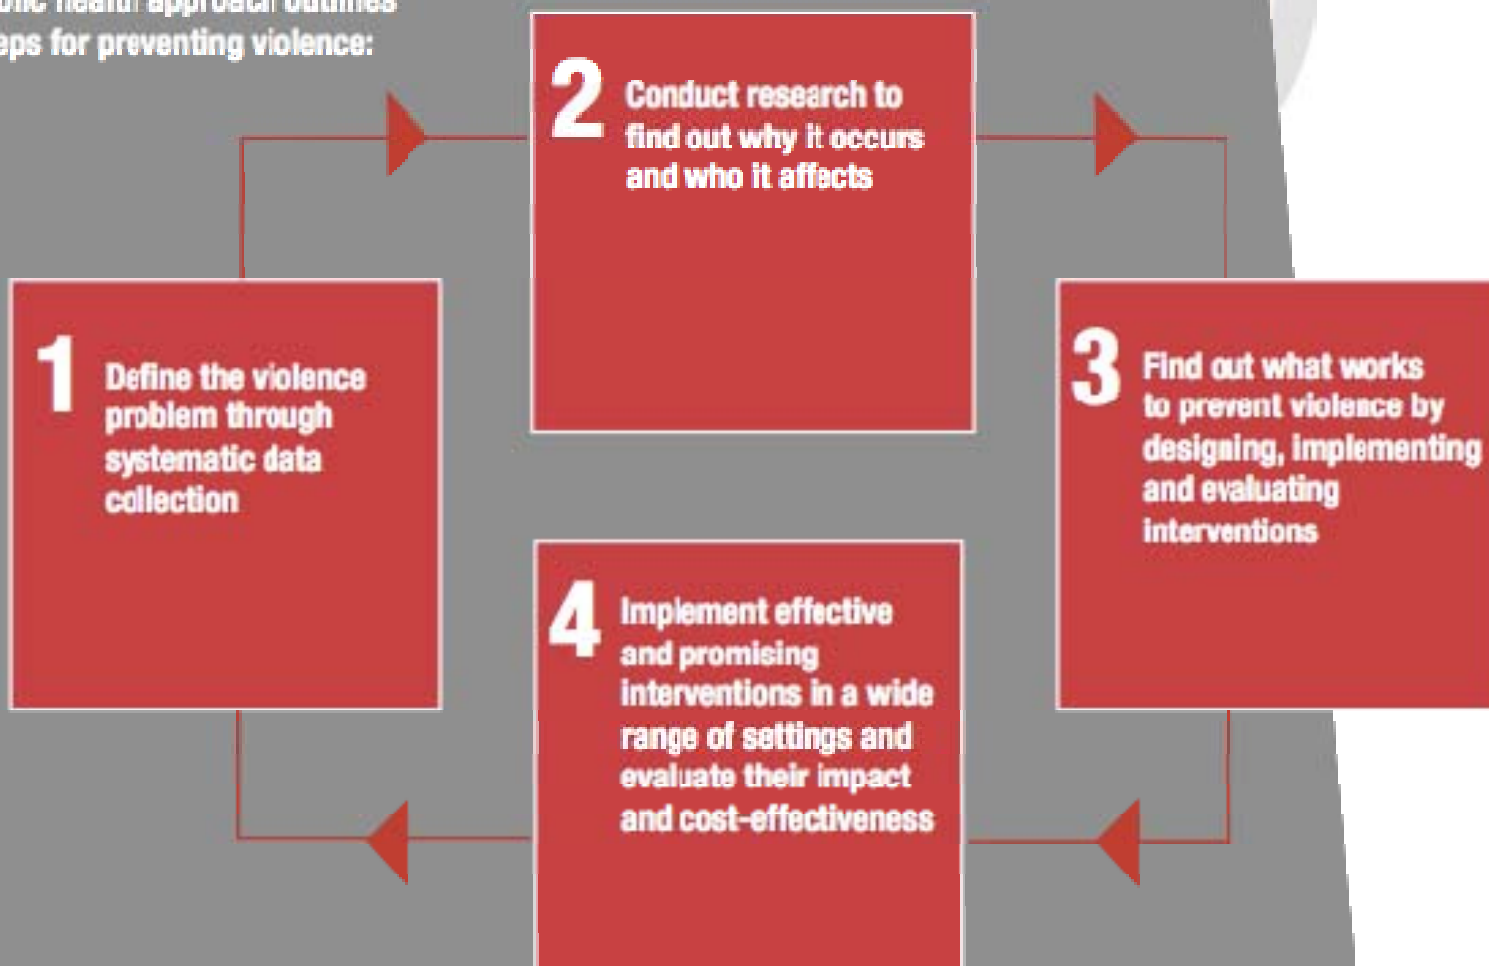 health approach outlines
for preventing violence:
1
Define the violence
problem through
systematic data
collection
2
Conduct research to
find out why it occurs
and who it affects
3
Find out what works
to prevent violence by
designing, implementing
and evaluating
interventions
4
Implement effective
and promising
interventions in a wide
range of settings and
evaluate their impact
and cost-effectiveness